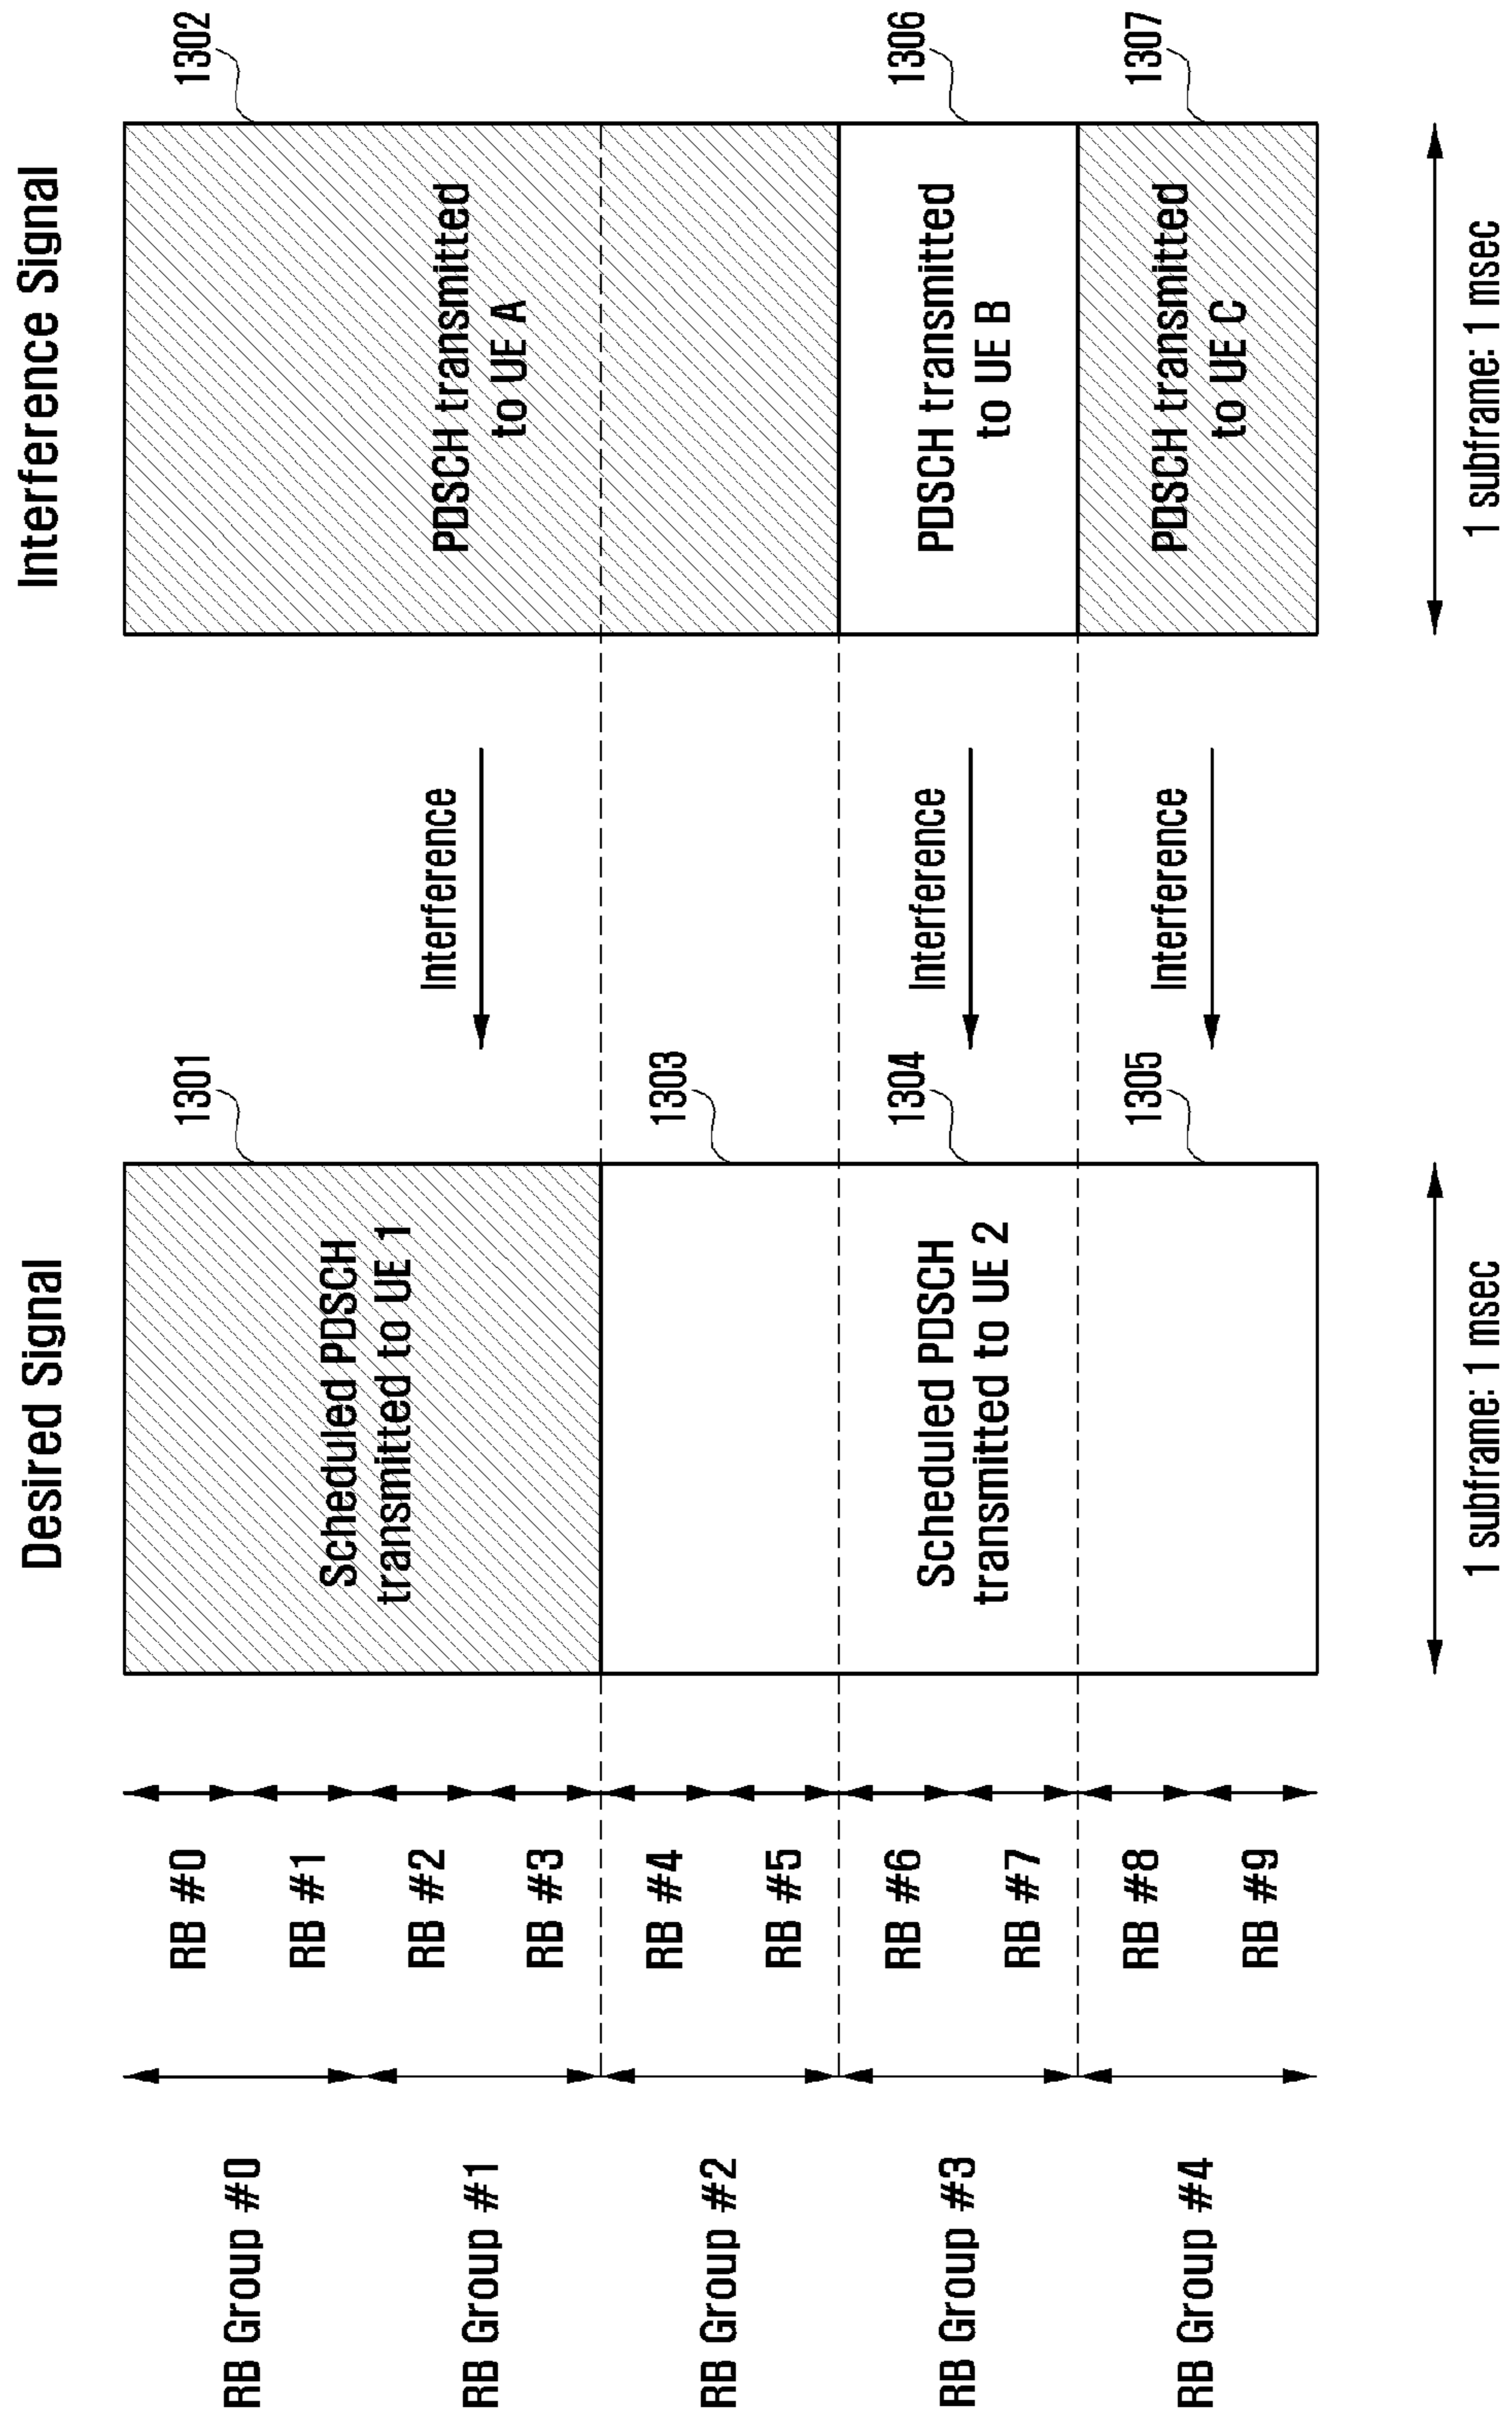 Desired Signal
Interference Signal
1301
1302
RB Group #0
RB #0
RB #1
Scheduled PDSCH
transmitted to UE 1
Interference
PDSCH transmitted
to UE A
RB Group #1
RB #2
RB #3
1303
RB Group #2
RB #4
RB #5
1304
1306
RB Group #3
RB #6
RB #7
Scheduled PDSCH
transmitted to UE 2
Interference
PDSCH transmitted
to UE B
1305
1307
RB Group #4
RB #8
RB #9
Interference
PDSCH transmitted
to UE C
1 subframe: 1 msec
1 subframe: 1 msec